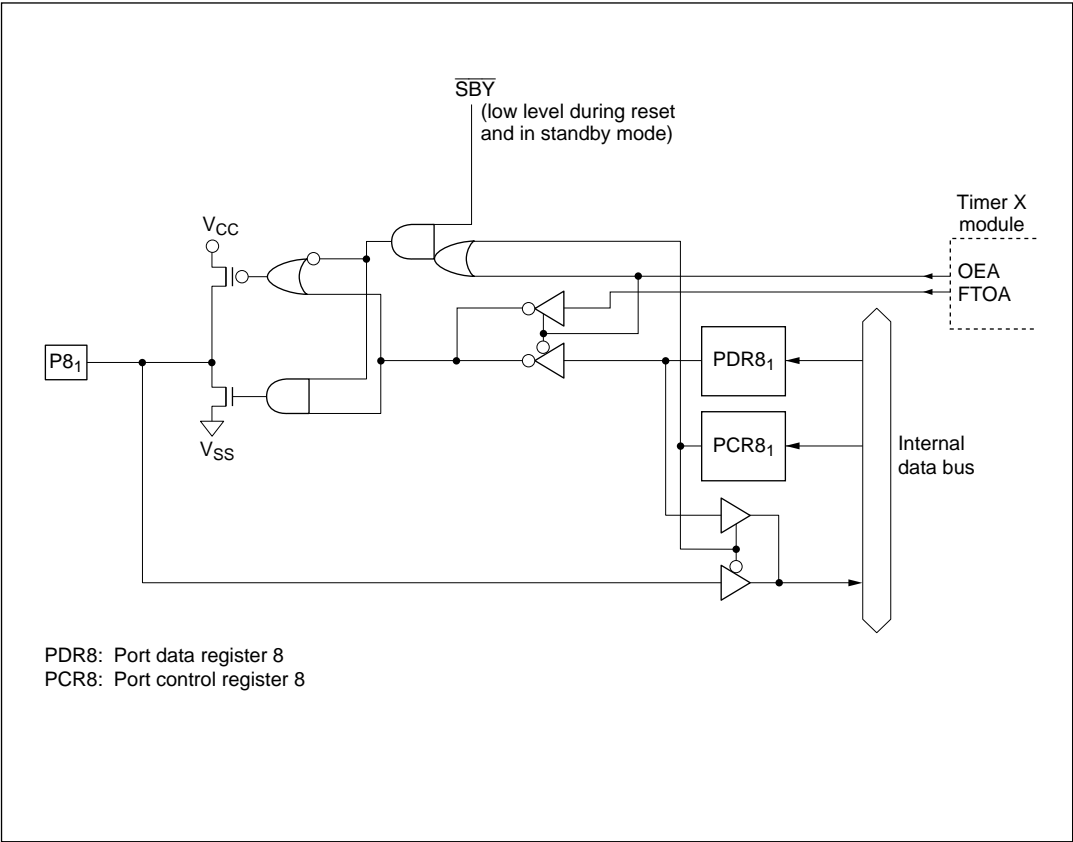 SBY
(low level during reset
and in standby mode)
Timer X
module
VCC
OEA
FTOA
P81
PDR81
PCR81
VSS
Internal
data bus
PDR8: Port data register 8
PCR8: Port control register 8